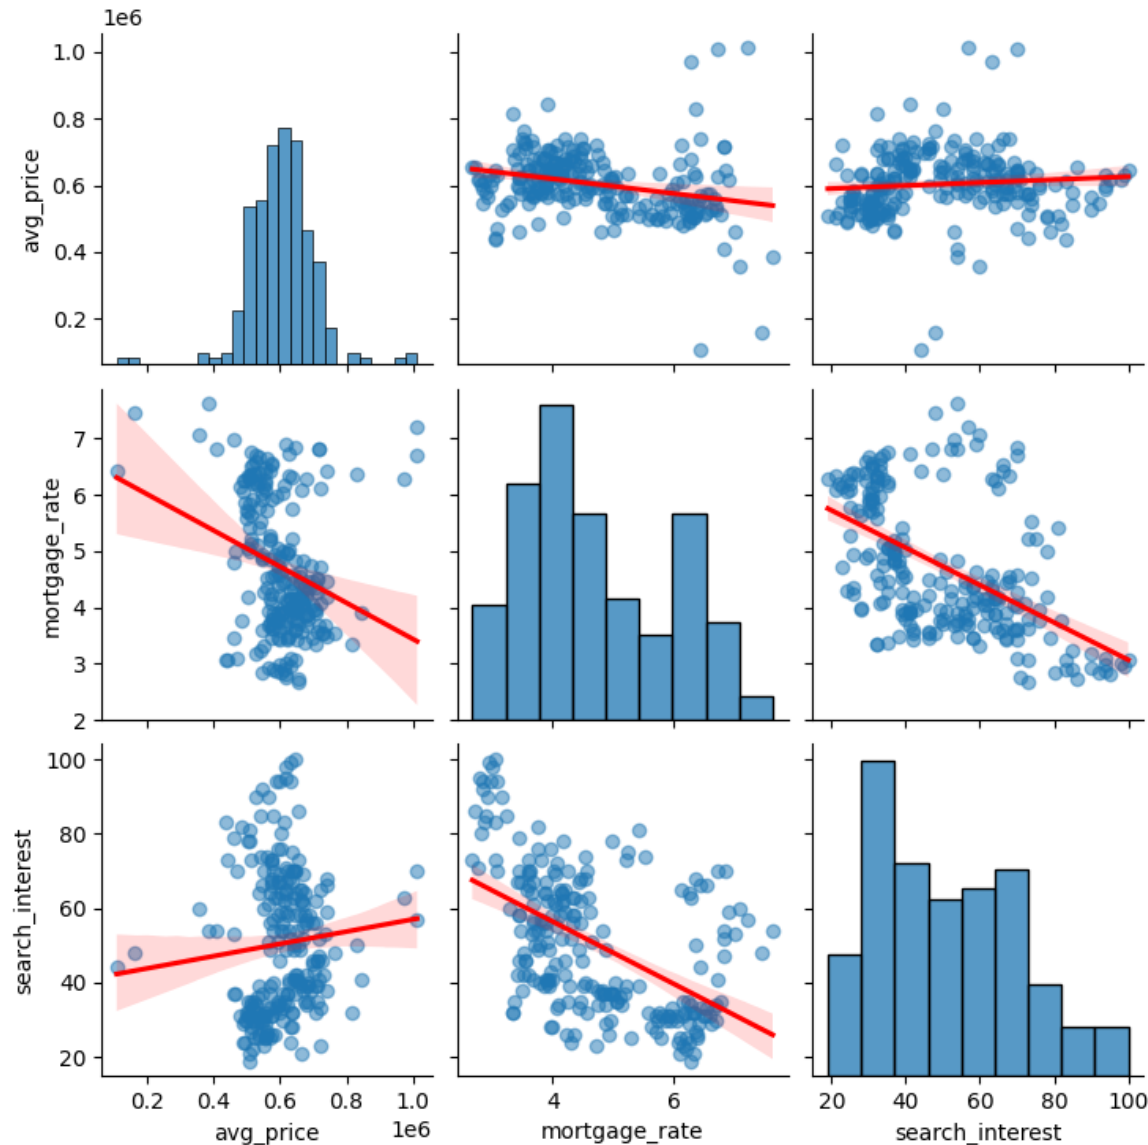 1e6
1.0
0.8
0.6
0.4
0.2
avg_price
7
6
5
4
3
2
mortgage_rate
100
80
60
40
20
search_interest
0.2 0.4 0.6 0.8 1.0
4 6
20 40 60 80 100
1e6
avg_price mortgage_rate search_interest